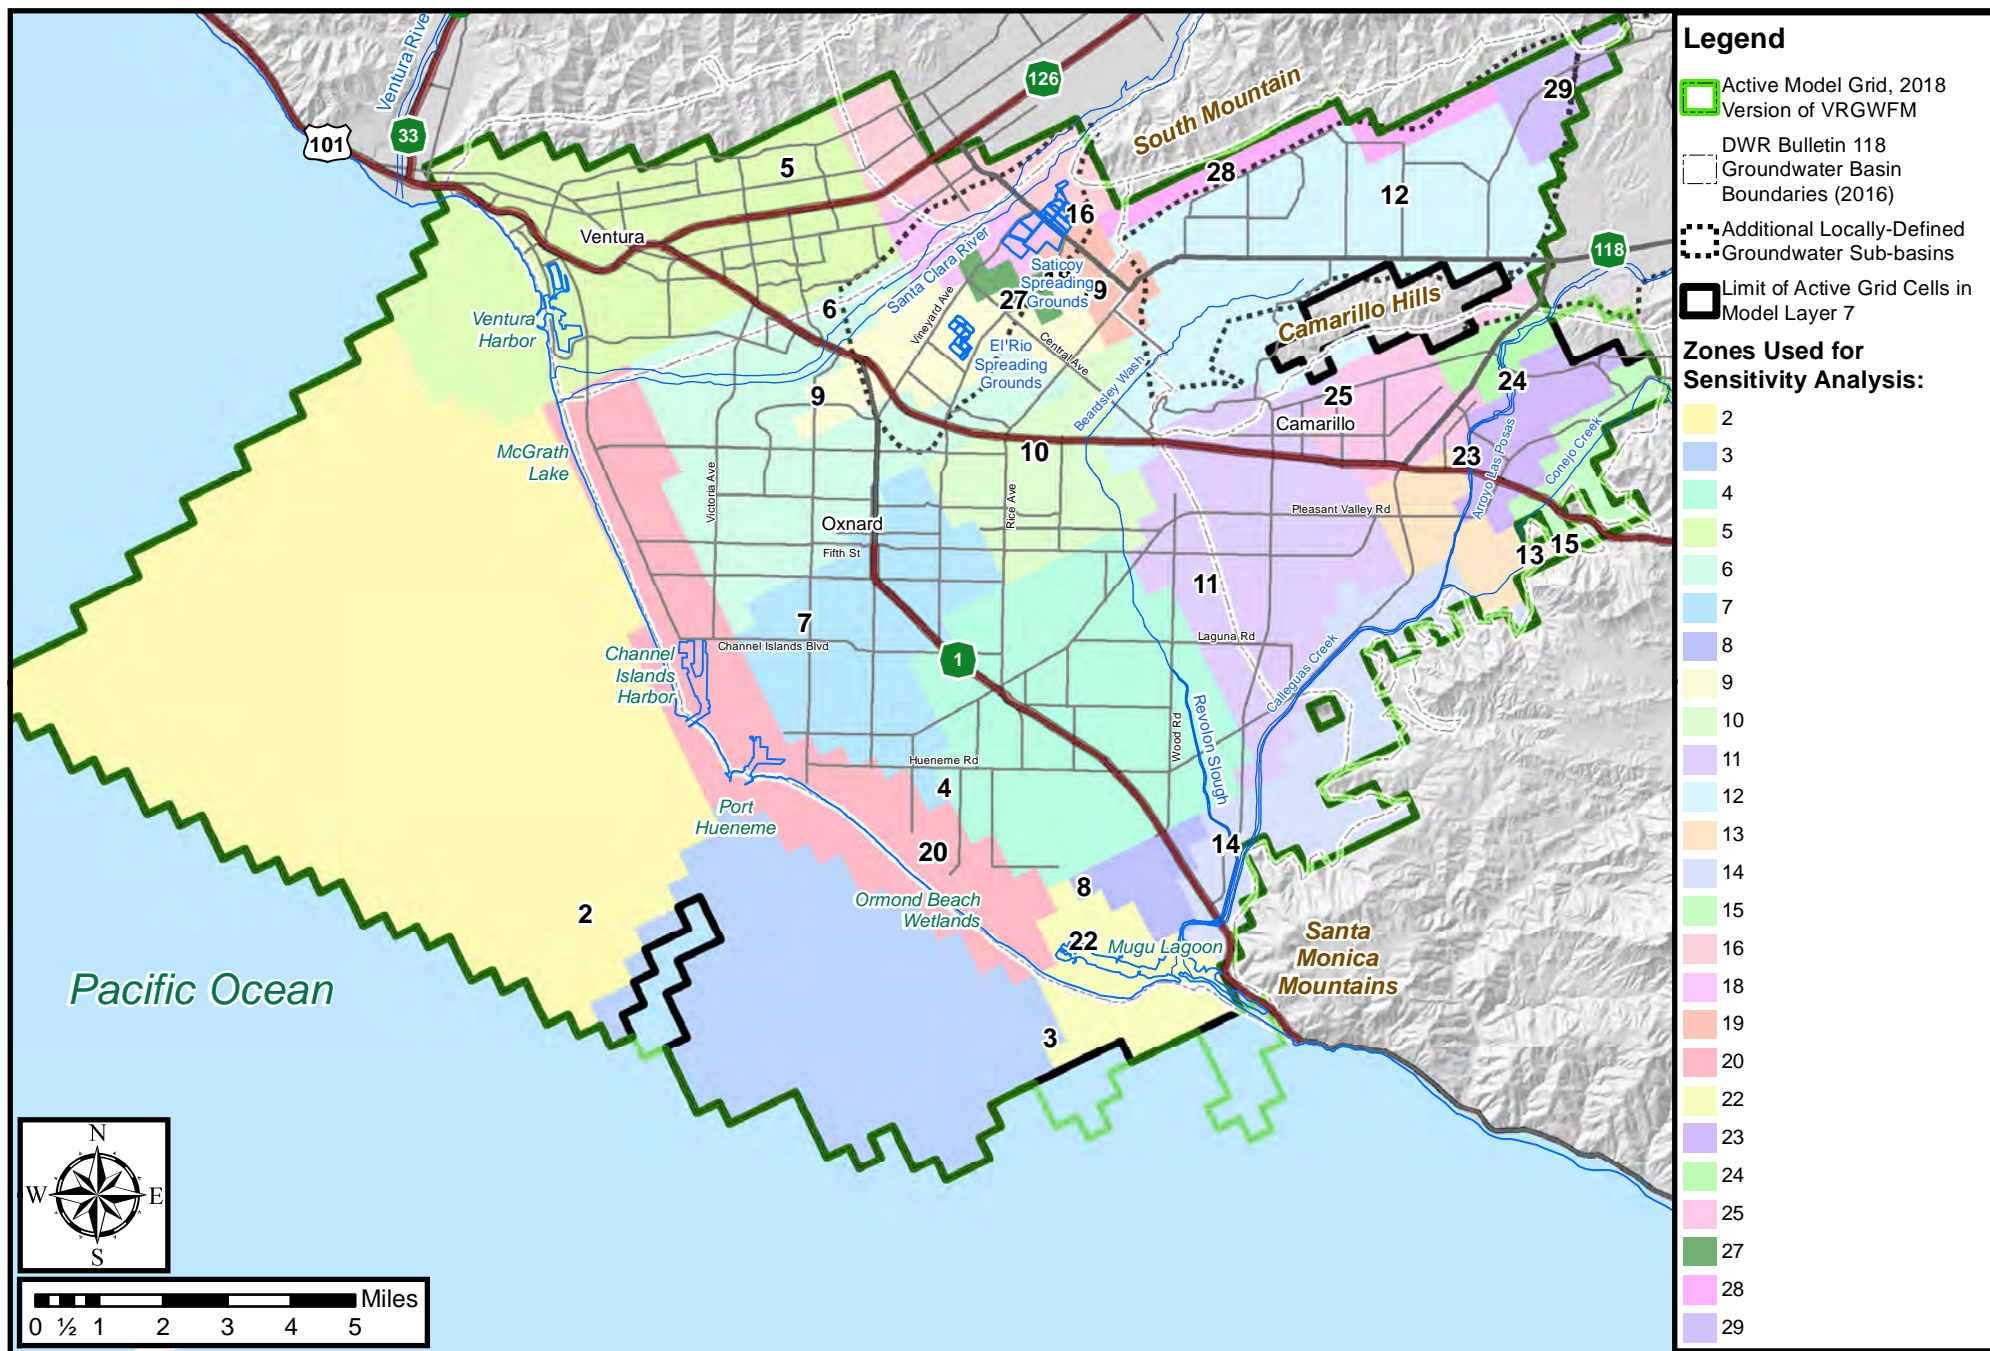 Legend
Active Model Grid, 2018
Version of VRGWFM
DWR Bulletin 118
Groundwater Basin
Boundaries (2016)
Additional Locally-Defined
Groundwater Sub-basins
Limit of Active Grid Cells in
Model Layer 7
Zones Used for
Sensitivity Analysis:
2
3
4
5
6
7
8
9
10
11
12
13
14
15
16
18
19
20
22
23
24
25
27
28
29
Ventura River
126
33
101
South Mountain
29
5
28
12
16
118
Ventura
Santa Clara River
Saticoy
Spreading
Grounds
27
9
6
Vineyard Ave
Camarillo Hills
Ventura
Harbor
El Rio
Spreading
Grounds
Central Ave
Beardsley Wash
9
25
24
Camarillo
10
23
McGrath
Lake
Victoria Ave
Rice Ave
Arroyo Las Posas
Conejo Creek
Pleasant Valley Rd
Oxnard
Fifth St
13
15
11
7
Channel Islands Blvd
Laguna Rd
1
Channel
Islands
Harbor
Calleguas Creek
Revolon Slough
Wood Rd
Hueneme Rd
4
Port
Hueneme
14
20
8
Ormond Beach
Wetlands
2
22
Mugu Lagoon
Santa
Monica
Mountains
Pacific Ocean
3
N
W
E
S
Miles
0 ½ 1 2 3 4 5